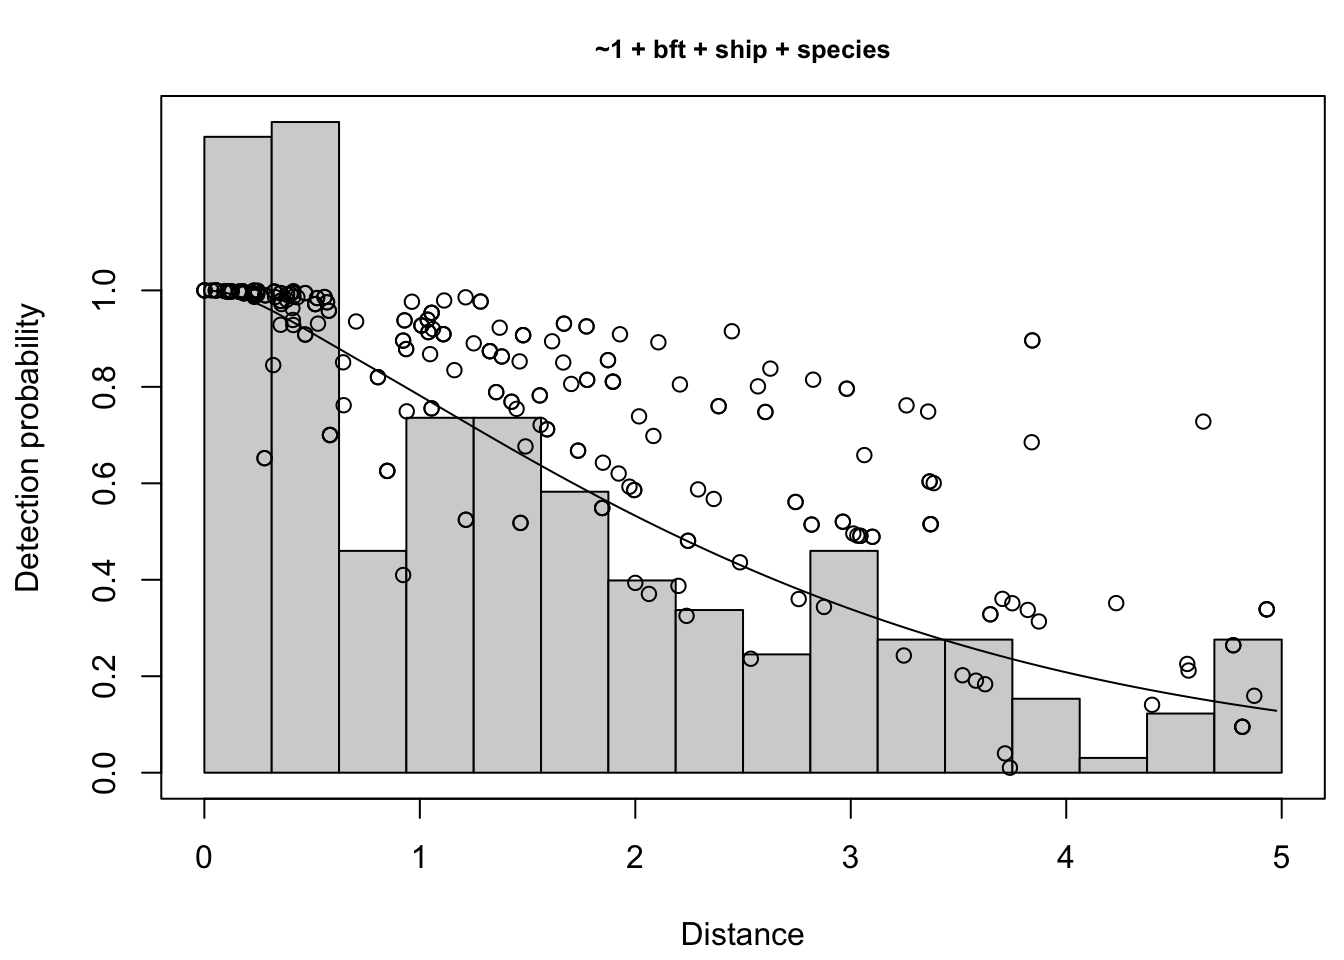 ~1 + bft + ship + species
Detection probability
1.0
0.8
0.6
0.4
0.2
0.0
0 1 2 3 4 5
Distance